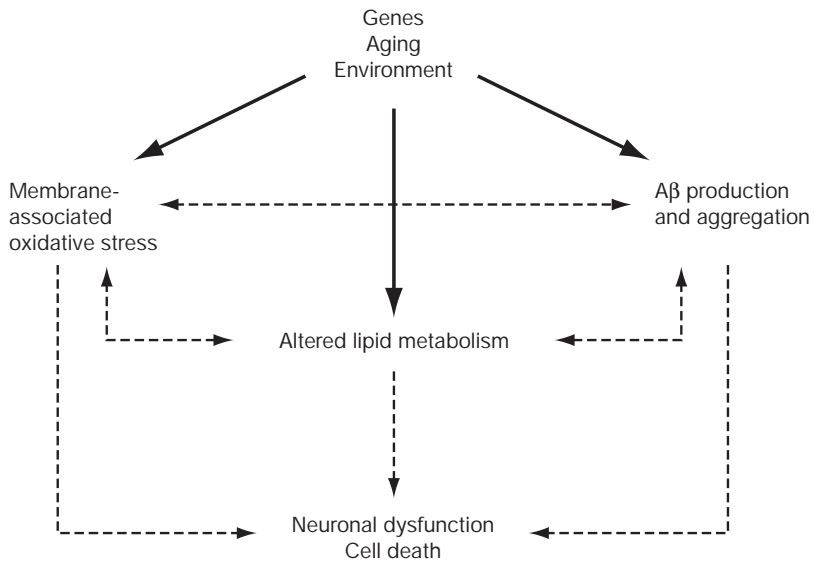 Genes
Aging
Environment
Membrane-
associated
oxidative stress
Aβ production
and aggregation
Altered lipid metabolism
Neuronal dysfunction
Cell death